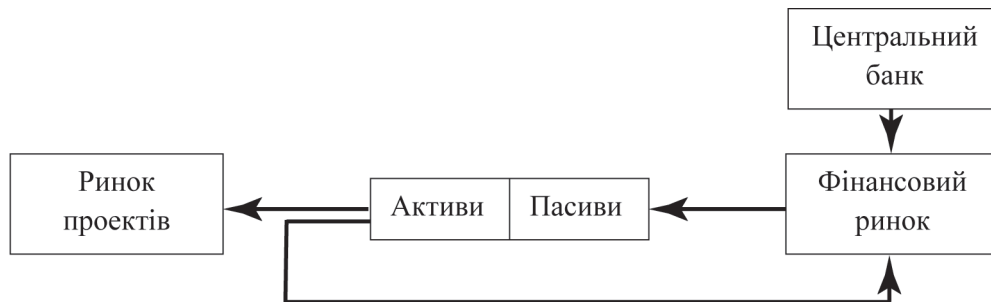 Центральний
банк
Ринок
проектів
Активи
Пасиви
Фінансовий
ринок